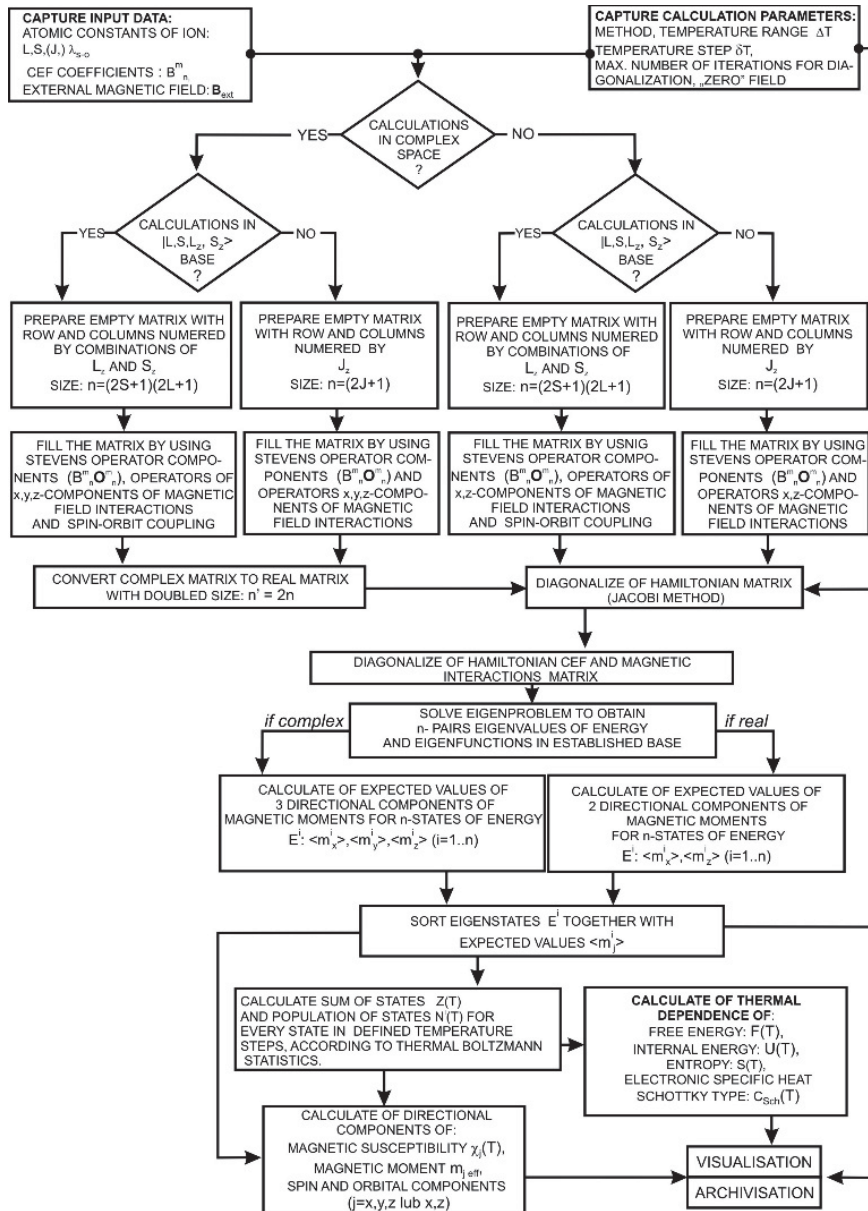 CAPTURE INPUT DATA:
ATOMIC CONSTANTS OF ION:
L,S,(J,) λs-o
CEF COEFFICIENTS : Bᵐₙ
EXTERNAL MAGNETIC FIELD: Bext
CAPTURE CALCULATION PARAMETERS:
METHOD, TEMPERATURE RANGE ΔT
TEMPERATURE STEP δT,
MAX. NUMBER OF ITERATIONS FOR DIA-
GONALIZATION, „ZERO” FIELD
YES
CALCULATIONS
IN COMPLEX
SPACE
?
NO
YES
CALCULATIONS IN
|L,S,Lz, Sz>
BASE
?
NO
YES
CALCULATIONS IN
|L,S,Lz, Sz>
BASE
?
NO
PREPARE EMPTY MATRIX WITH
ROW AND COLUMNS NUMERED
BY COMBINATIONS OF
Lz AND Sz
SIZE: n=(2S+1)(2L+1)
PREPARE EMPTY MATRIX
WITH ROW AND COLUMNS
NUMERED BY
Jz
SIZE: n=(2J+1)
PREPARE EMPTY MATRIX WITH
ROW AND COLUMNS NUMERED
BY COMBINATIONS OF
Lz AND Sz
SIZE: n=(2S+1)(2L+1)
PREPARE EMPTY MATRIX
WITH ROW AND COLUMNS
NUMERED BY
Jz
SIZE: n=(2J+1)
FILL THE MATRIX BY USING
STEVENS OPERATOR COMPO-
NENTS (BᵐₙOᵐₙ), OPERATORS OF
x,y,z-COMPONENTS OF MAGNETIC
FIELD INTERACTIONS
AND SPIN-ORBIT COUPLING
FILL THE MATRIX BY USING
STEVENS OPERATOR COM-
PONENTS (BᵐₙOᵐₙ) AND
OPERATORS x,y,z-COMPO-
NENTS OF MAGNETIC
FIELD INTERACTIONS
FILL THE MATRIX BY USNIG
STEVENS OPERATOR COMPO-
NENTS (BᵐₙOᵐₙ), OPERATORS OF
x,z-COMPONENTS OF MAGNETIC
FIELD INTERACTIONS
AND SPIN-ORBIT COUPLING
FILL THE MATRIX BY USING
STEVENS OPERATOR COM-
PONENTS (BᵐₙOᵐₙ) AND
OPERATORS x,z-COMPO-
NENTS OF MAGNETIC
FIELD INTERACTIONS
CONVERT COMPLEX MATRIX TO REAL MATRIX
WITH DOUBLED SIZE: n' = 2n
DIAGONALIZE OF HAMILTONIAN MATRIX
(JACOBI METHOD)
DIAGONALIZE OF HAMILTONIAN CEF AND MAGNETIC
INTERACTIONS MATRIX
if complex
SOLVE EIGENPROBLEM TO OBTAIN
n- PAIRS EIGENVALUES OF ENERGY
AND EIGENFUNCTIONS IN ESTABLISHED BASE
if real
CALCULATE OF EXPECTED VALUES OF
3 DIRECTIONAL COMPONENTS OF
MAGNETIC MOMENTS FOR n-STATES OF ENERGY
Eⁱ: <mⁱx>,<mⁱy>,<mⁱz> (i=1..n)
CALCULATE OF EXPECTED VALUES OF
2 DIRECTIONAL COMPONENTS OF
MAGNETIC MOMENTS
FOR n-STATES OF ENERGY
Eⁱ: <mⁱx>,<mⁱz> (i=1..n)
SORT EIGENSTATES Eⁱ TOGETHER WITH
EXPECTED VALUES <mⁱj>
CALCULATE SUM OF STATES Z(T)
AND POPULATION OF STATES N(T) FOR
EVERY STATE IN DEFINED TEMPERATURE
STEPS, ACCORDING TO THERMAL BOLTZMANN
STATISTICS.
CALCULATE OF THERMAL
DEPENDENCE OF:
FREE ENERGY: F(T),
INTERNAL ENERGY: U(T),
ENTROPY: S(T),
ELECTRONIC SPECIFIC HEAT
SCHOTTKY TYPE: CSch(T)
CALCULATE OF DIRECTIONAL
COMPONENTS OF:
MAGNETIC SUSCEPTIBILITY χj(T),
MAGNETIC MOMENT mj eff,
SPIN AND ORBITAL COMPONENTS
(j=x,y,z lub x,z)
VISUALISATION
ARCHIVISATION